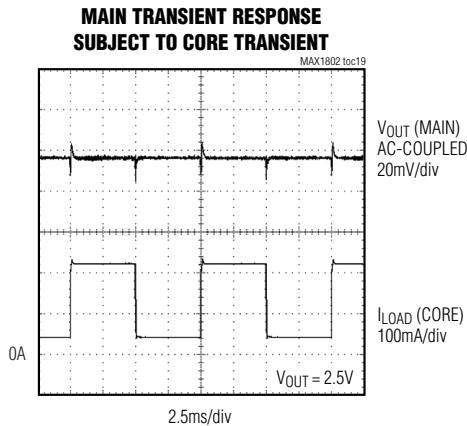 MAIN TRANSIENT RESPONSE
SUBJECT TO CORE TRANSIENT
MAX1802 toc19
VOUT (MAIN)
AC-COUPLED
20mV/div
ILOAD (CORE)
100mA/div
0A
VOUT = 2.5V
2.5ms/div